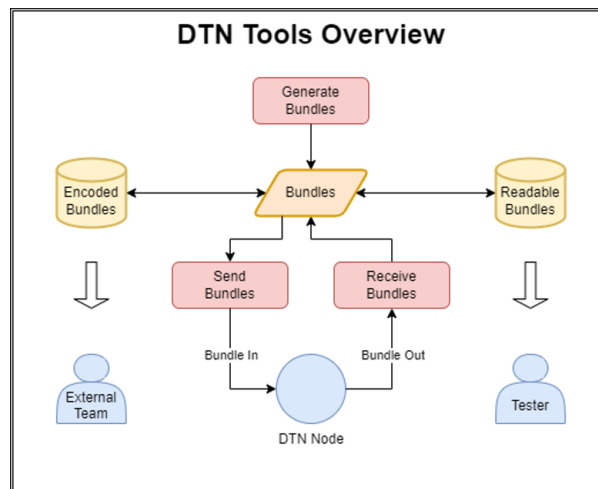 DTN Tools Overview
Generate
Bundles
Encoded
Bundles
Bundles
Readable
Bundles
Send
Bundles
Receive
Bundles
Bundle In
Bundle Out
External
Team
DTN Node
Tester